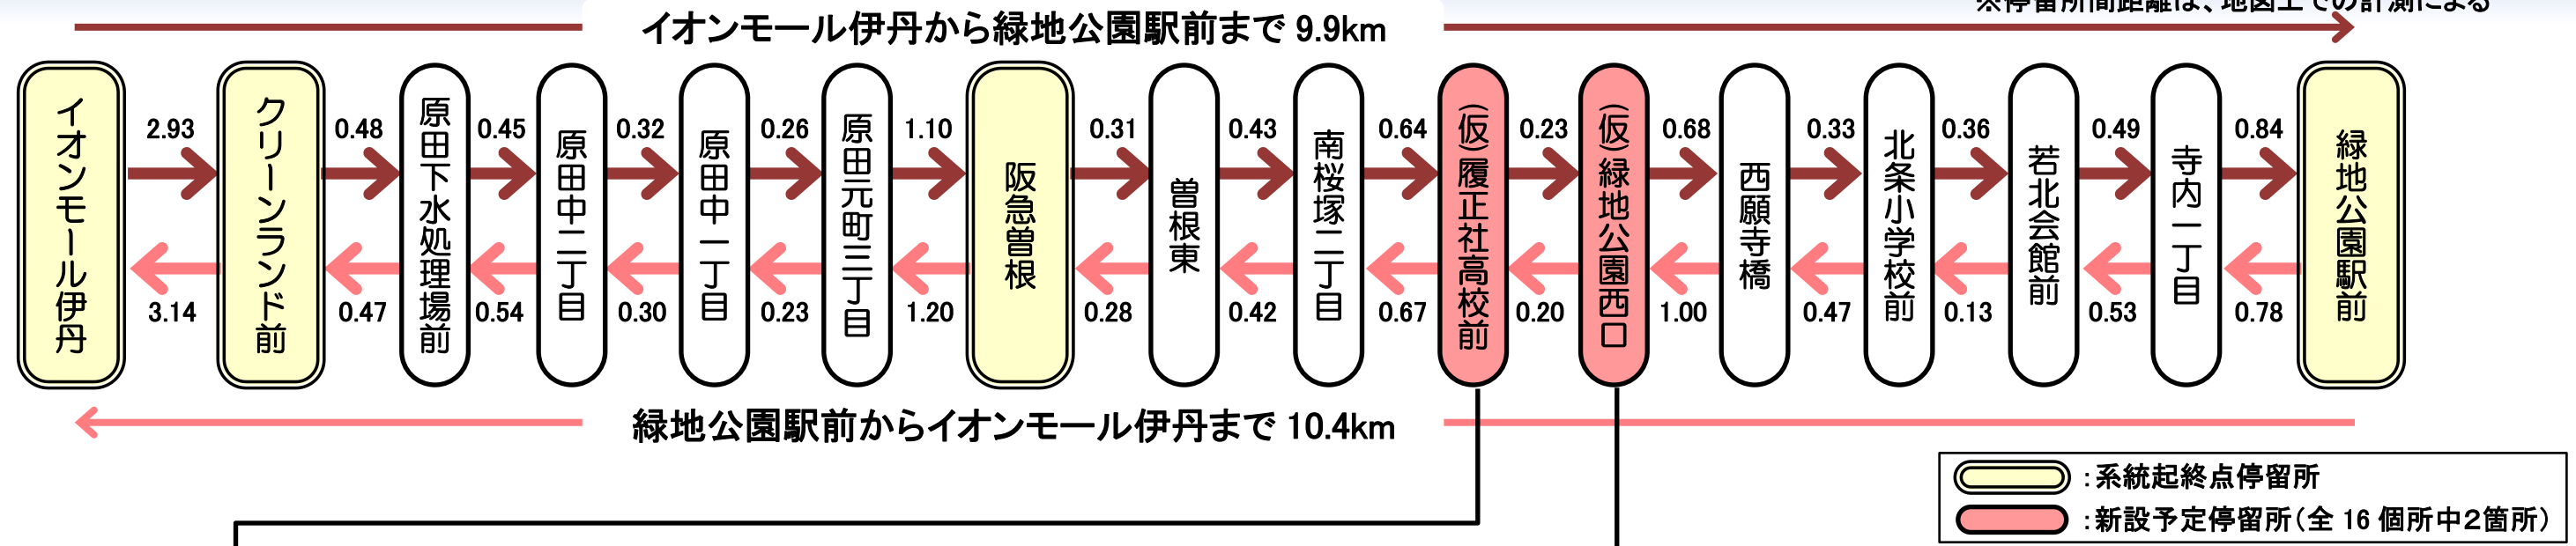 ※停留所間距離は、地図上での計測による
イオンモール伊丹から緑地公園駅前まで 9.9km
イオンモール伊丹
クリーンランド前
原田下水処理場前
原田中二丁目
原田中一丁目
原田元町三丁目
阪急曽根
曽根東
南桜塚二丁目
（仮）履正社高校前
（仮）緑地公園西口
西願寺橋
北条小学校前
若北会館前
寺内一丁目
緑地公園駅前
2.93 0.48 0.45 0.32 0.26 1.10 0.31 0.43 0.64 0.23 0.68 0.33 0.36 0.49 0.84
3.14 0.47 0.54 0.30 0.23 1.20 0.28 0.42 0.67 0.20 1.00 0.47 0.13 0.53 0.78
緑地公園駅前からイオンモール伊丹まで 10.4km
：系統起終点停留所
：新設予定停留所（全 16 個所中２箇所）